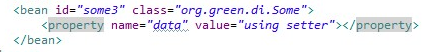 <bean id="some3" class="org.green.di.Some">
<property name="data" value="using setter"></property>
</bean>